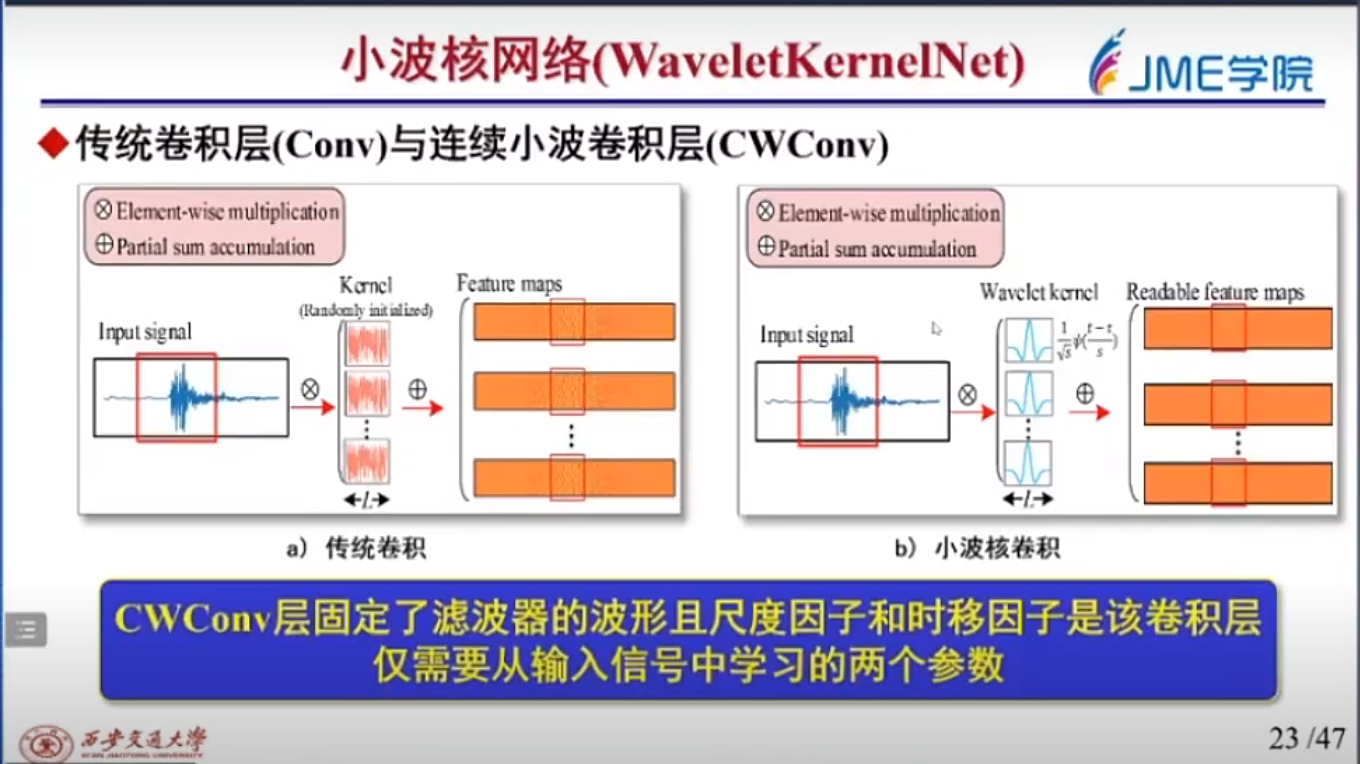 小波核网络(WaveletKernelNet)
JME学院
传统卷积层(Conv)与连续小波卷积层(CWConv)
⊗ Element-wise multiplication
⊕ Partial sum accumulation
Kernel
(Randomly initialized)
Feature maps
Input signal
⊗
⊕
L
a) 传统卷积
⊗ Element-wise multiplication
⊕ Partial sum accumulation
Wavelet kernel
Readable feature maps
Input signal
1/√s ψ(t−τ/s)
⊗
⊕
L
b) 小波核卷积
CWConv层固定了滤波器的波形且尺度因子和时移因子是该卷积层
仅需要从输入信号中学习的两个参数
西安交通大学
XI'AN JIAOTONG UNIVERSITY
23 /47